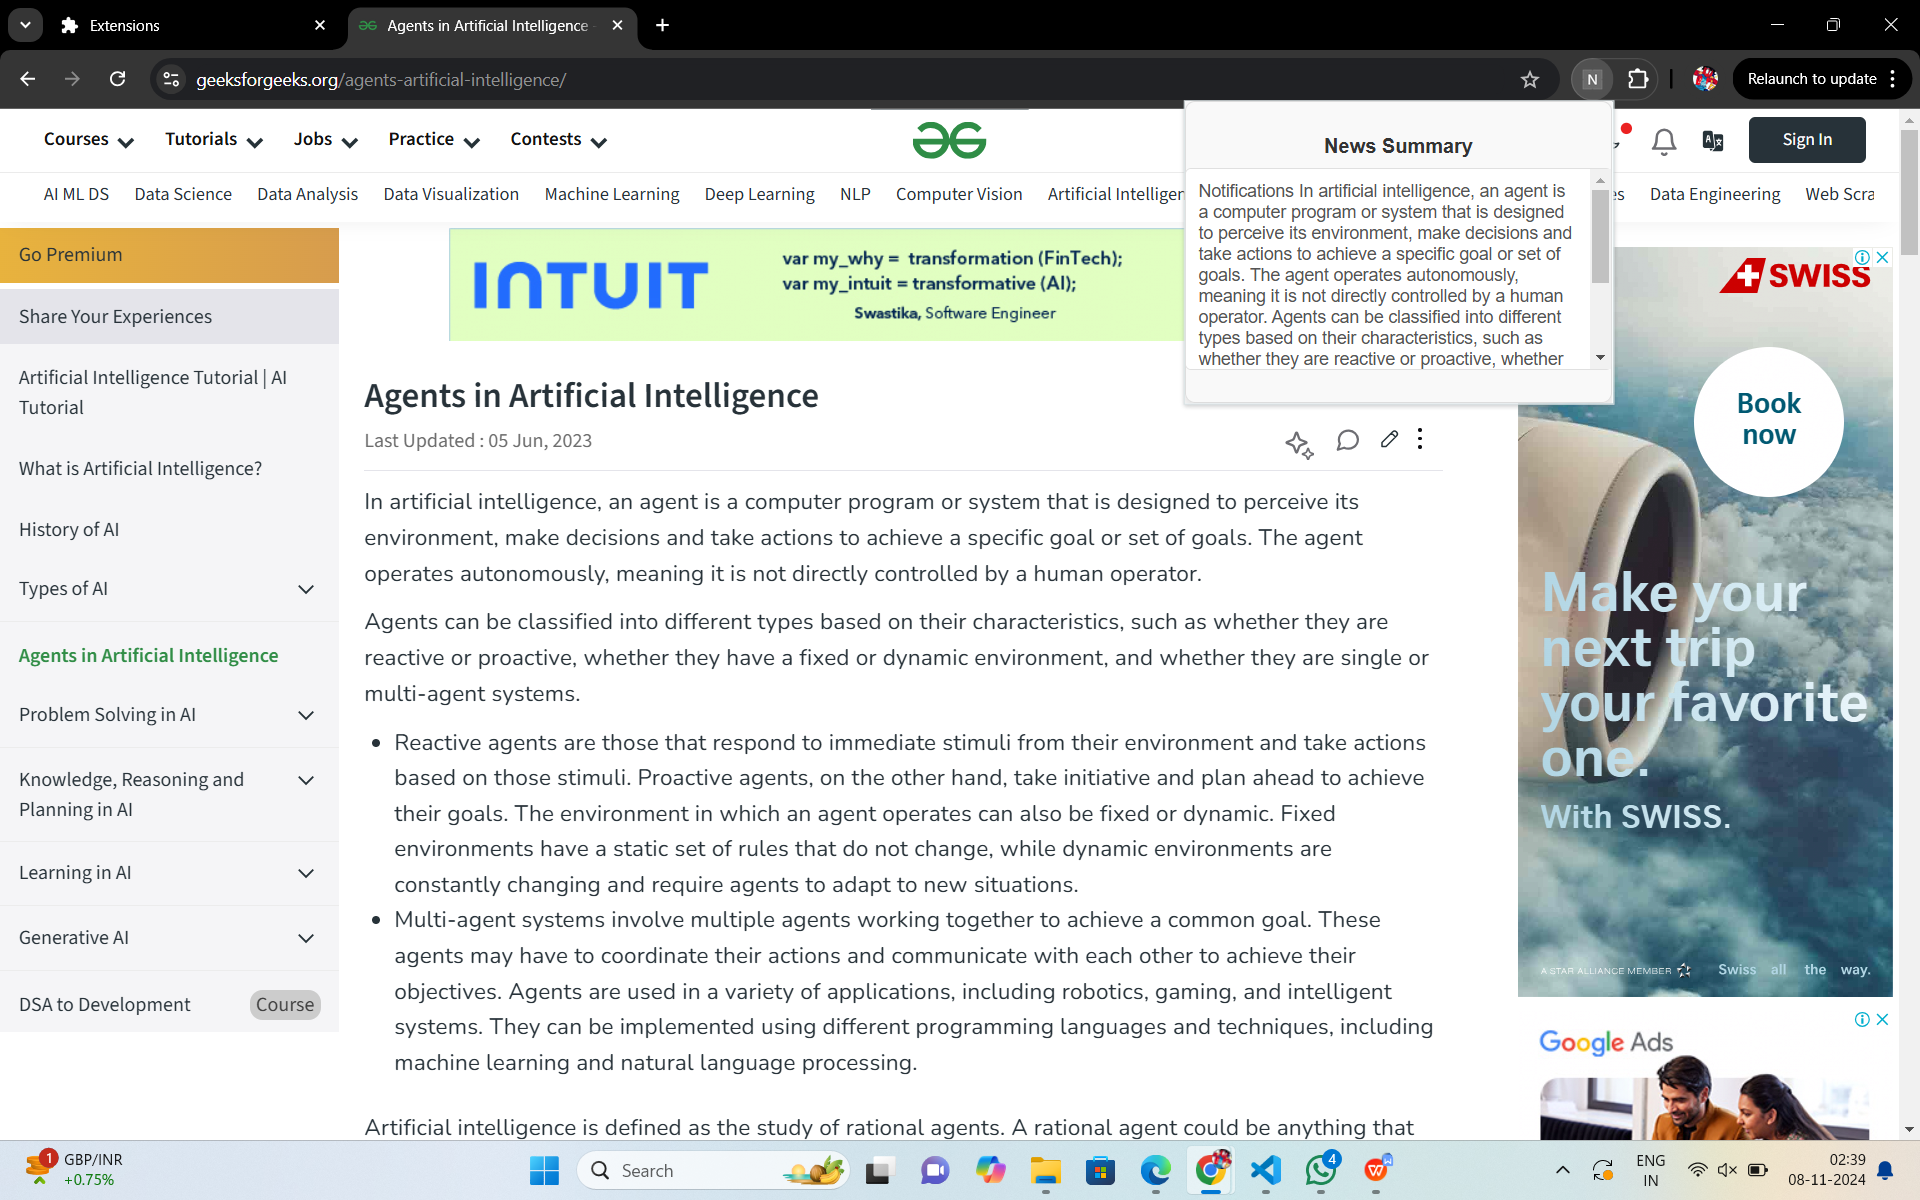 Extensions
Agents in Artificial Intelligence
geeksforgeeks.org/agents-artificial-intelligence/
N
Relaunch to update
Courses
Tutorials
Jobs
Practice
Contests
Sign In
AI ML DS
Data Science
Data Analysis
Data Visualization
Machine Learning
Deep Learning
NLP
Computer Vision
Artificial Intelligen
es
Data Engineering
Web Scra
News Summary
Notifications In artificial intelligence, an agent is
a computer program or system that is designed
to perceive its environment, make decisions and
take actions to achieve a specific goal or set of
goals. The agent operates autonomously,
meaning it is not directly controlled by a human
operator. Agents can be classified into different
types based on their characteristics, such as
whether they are reactive or proactive, whether
Go Premium
Share Your Experiences
Artificial Intelligence Tutorial | AI
Tutorial
What is Artificial Intelligence?
History of AI
Types of AI
Agents in Artificial Intelligence
Problem Solving in AI
Knowledge, Reasoning and
Planning in AI
Learning in AI
Generative AI
DSA to Development
Course
INTUIT
var my_why = transformation (FinTech);
var my_intuit = transformative (AI);
Swastika, Software Engineer
Agents in Artificial Intelligence
Last Updated : 05 Jun, 2023
In artificial intelligence, an agent is a computer program or system that is designed to perceive its
environment, make decisions and take actions to achieve a specific goal or set of goals. The agent
operates autonomously, meaning it is not directly controlled by a human operator.
Agents can be classified into different types based on their characteristics, such as whether they are
reactive or proactive, whether they have a fixed or dynamic environment, and whether they are single or
multi-agent systems.
Reactive agents are those that respond to immediate stimuli from their environment and take actions
based on those stimuli. Proactive agents, on the other hand, take initiative and plan ahead to achieve
their goals. The environment in which an agent operates can also be fixed or dynamic. Fixed
environments have a static set of rules that do not change, while dynamic environments are
constantly changing and require agents to adapt to new situations.
Multi-agent systems involve multiple agents working together to achieve a common goal. These
agents may have to coordinate their actions and communicate with each other to achieve their
objectives. Agents are used in a variety of applications, including robotics, gaming, and intelligent
systems. They can be implemented using different programming languages and techniques, including
machine learning and natural language processing.
Artificial intelligence is defined as the study of rational agents. A rational agent could be anything that
SWISS
Book
now
Make your
next trip
your favorite
one.
With SWISS.
A STAR ALLIANCE MEMBER
Swiss all the way.
Google Ads
1
GBP/INR
+0.75%
Search
4
W
ENG
IN
02:39
08-11-2024